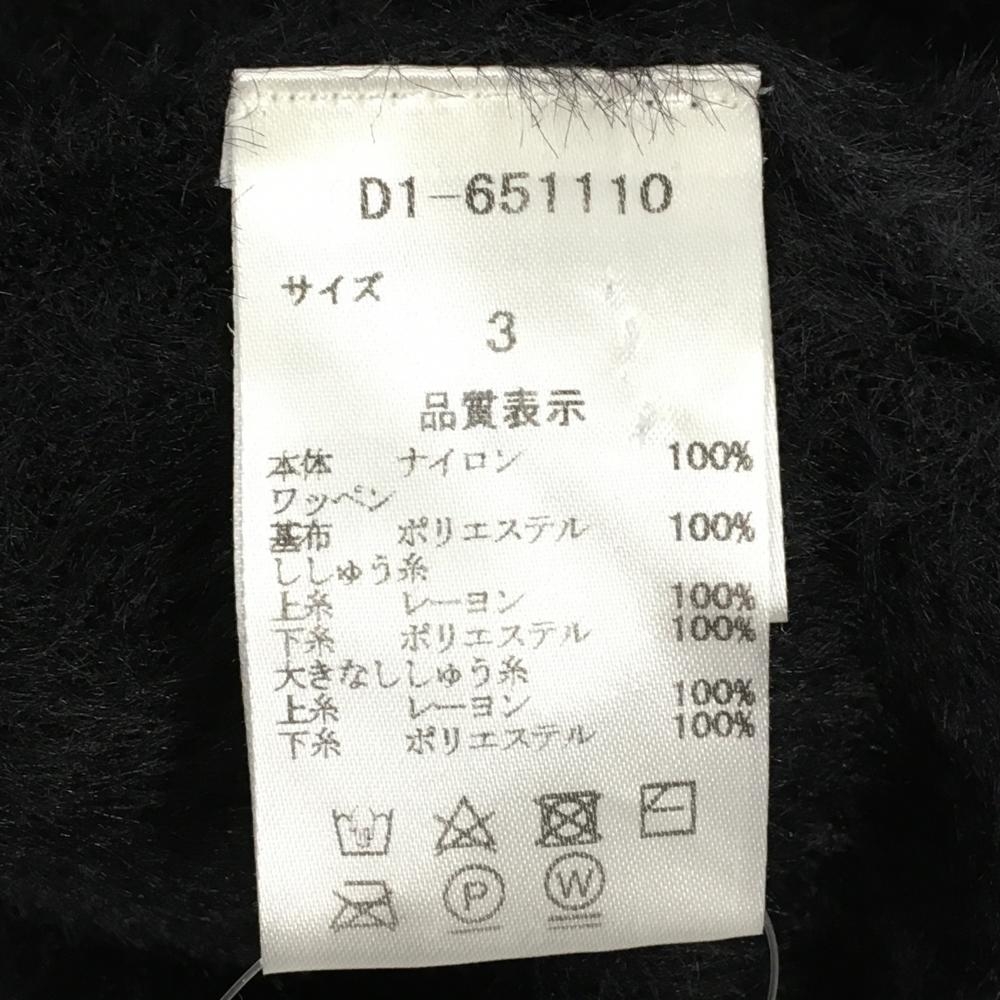 D1-651110
サイズ
3
品質表示
本体 ナイロン 100%
ワッペン
基布 ポリエステル 100%
ししゅう糸
上糸 レーヨン 100%
下糸 ポリエステル 100%
大きなししゅう糸
上糸 レーヨン 100%
下糸 ポリエステル 100%
P W